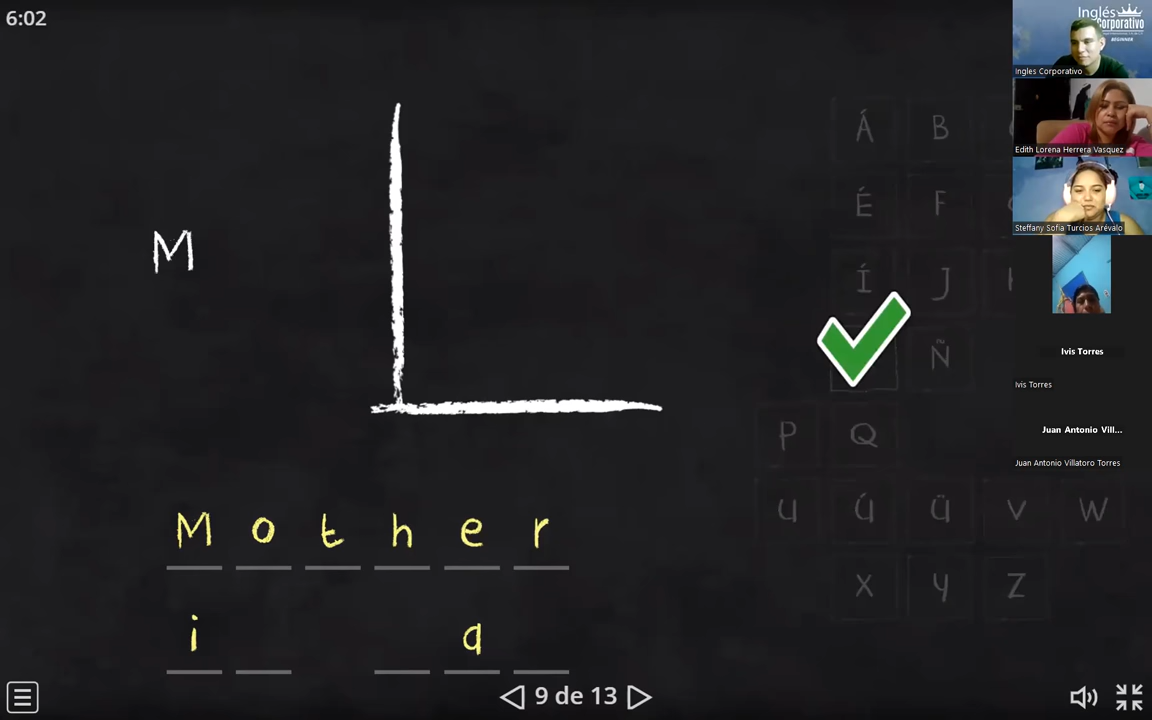 6:02
Inglés
Corporativo
BEGINNER
Ingles Corporativo
Edith Lorena Herrera Vasquez
Steffany Sofia Turcios Arévalo
Ivis Torres
Ivis Torres
Juan Antonio Vill...
Juan Antonio Villatoro Torres
Á B
É F
M
Í J
Ñ
P Q
U Ú Ü V W
X Y Z
Mother
i _ _ a _
9 de 13